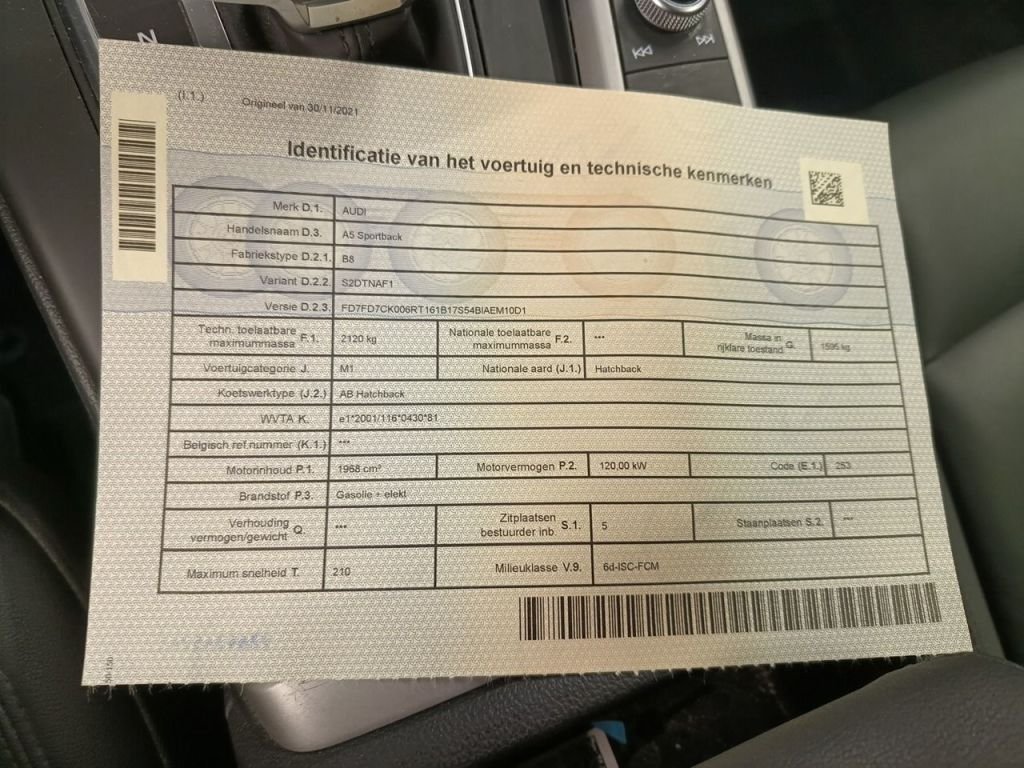 N
(I.1.) Origineel van 30/11/2021
Identificatie van het voertuig en technische kenmerken
Merk D.1. AUDI
Handelsnaam D.3. A5 Sportback
Fabriekstype D.2.1. B8
Variant D.2.2. S2DTNAF1
Versie D.2.3. FD7FD7CK006RT161B17S54BIAEM10D1
Techn. toelaatbare maximummassa F.1. 2120 kg Nationale toelaatbare maximummassa F.2. *** Massa in rijklare toestand G. 1595 kg
Voertuigcategorie J. M1 Nationale aard (J.1.) Hatchback
Koetswerktype (J.2.) AB Hatchback
WVTA K. e1*2001/116*0430*81
Belgisch ref.nummer (K.1.) ***
Motorinhoud P.1. 1968 cm³ Motorvermogen P.2. 120,00 kW Code (E.1.) 253
Brandstof P.3. Gasolie + elekt
Verhouding vermogen/gewicht Q. *** Zitplaatsen bestuurder inb. S.1. 5 Staanplaatsen S.2. ***
Maximum snelheid T. 210 Milieuklasse V.9. 6d-ISC-FCM